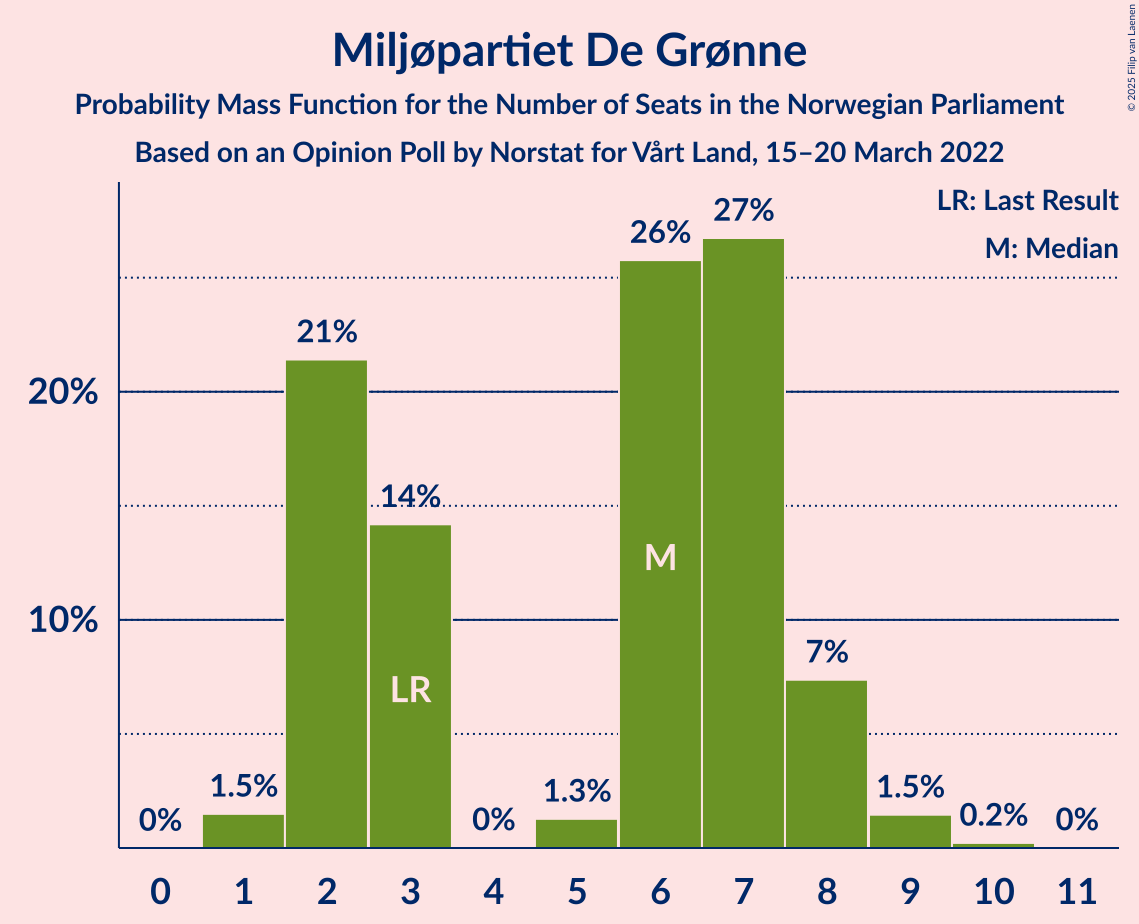 Miljøpartiet De Grønne
Probability Mass Function for the Number of Seats in the Norwegian Parliament
Based on an Opinion Poll by Norstat for Vårt Land, 15–20 March 2022
© 2025 Filip van Laenen
LR: Last Result
M: Median
27%
26%
21%
20%
14%
M
10%
7%
LR
1.5%
1.3%
1.5%
0.2%
0%
0%
0%
0 1 2 3 4 5 6 7 8 9 10 11